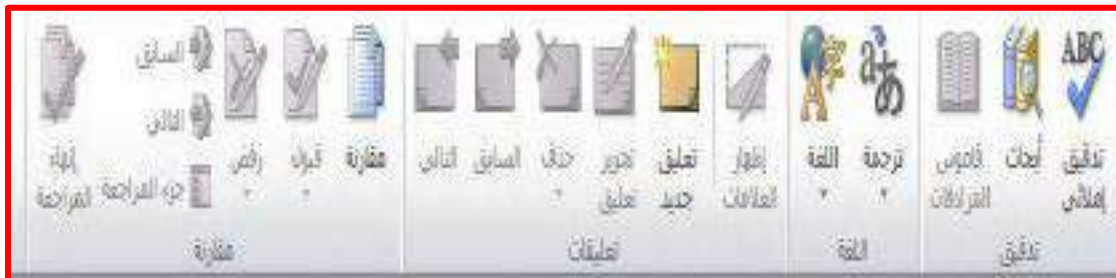 ABC
تدقيق إملائي
أبحاث
قاموس المرادفات
تدقيق
ترجمة
اللغة
اللغة
إظهار العلامات
تعليق جديد
تحرير تعليق
حذف
السابق
التالي
تعليقات
مقارنة
قبول
رفض
السابق
التالي
جزء المراجعة
إنهاء المراجعة
مقارنة